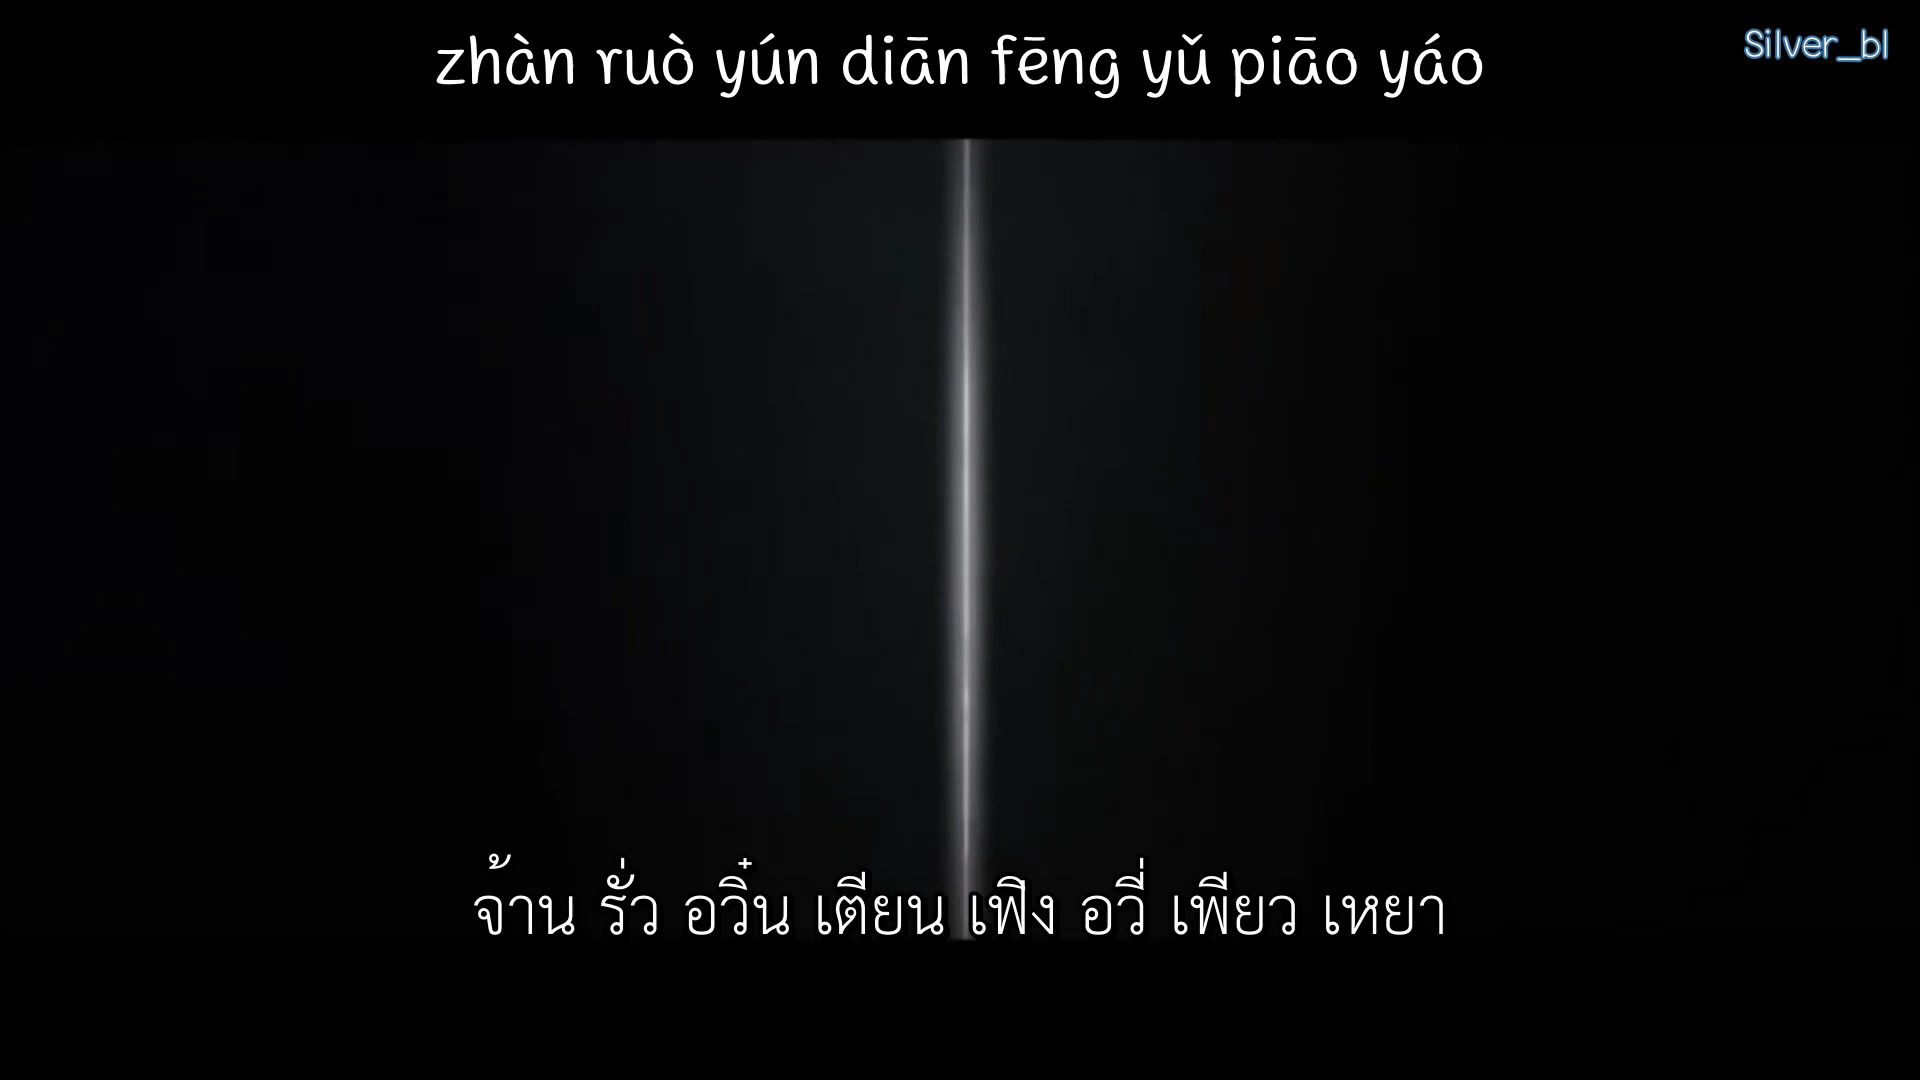 zhàn ruò yún diān fēng yǔ piāo yáo
Silver_bl
จ้าน รั่ว อวิ๋น เตียน เฟิง อวี่ เพียว เหยา